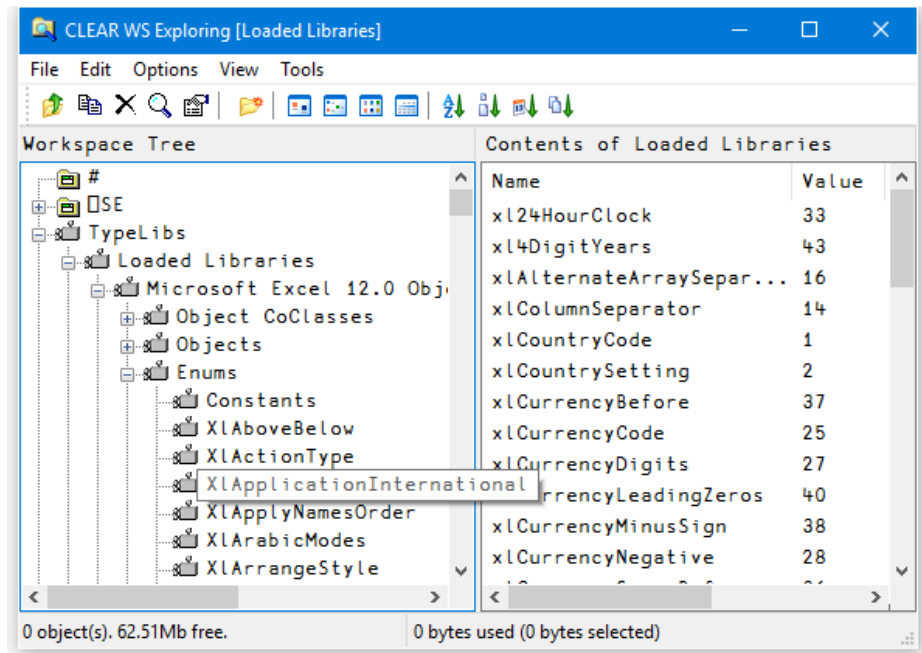 CLEAR WS Exploring [Loaded Libraries]
File Edit Options View Tools
Workspace Tree
#
⎕SE
TypeLibs
Loaded Libraries
Microsoft Excel 12.0 Obj
Object CoClasses
Objects
Enums
Constants
XlAboveBelow
XlActionType
XlApplicationInternational
XlApplyNamesOrder
XlArabicModes
XlArrangeStyle
Contents of Loaded Libraries
Name Value
xl24HourClock 33
xl4DigitYears 43
xlAlternateArraySepar... 16
xlColumnSeparator 14
xlCountryCode 1
xlCountrySetting 2
xlCurrencyBefore 37
xlCurrencyCode 25
xlCurrencyDigits 27
CurrencyLeadingZeros 40
xlCurrencyMinusSign 38
xlCurrencyNegative 28
0 object(s). 62.51Mb free.
0 bytes used (0 bytes selected)